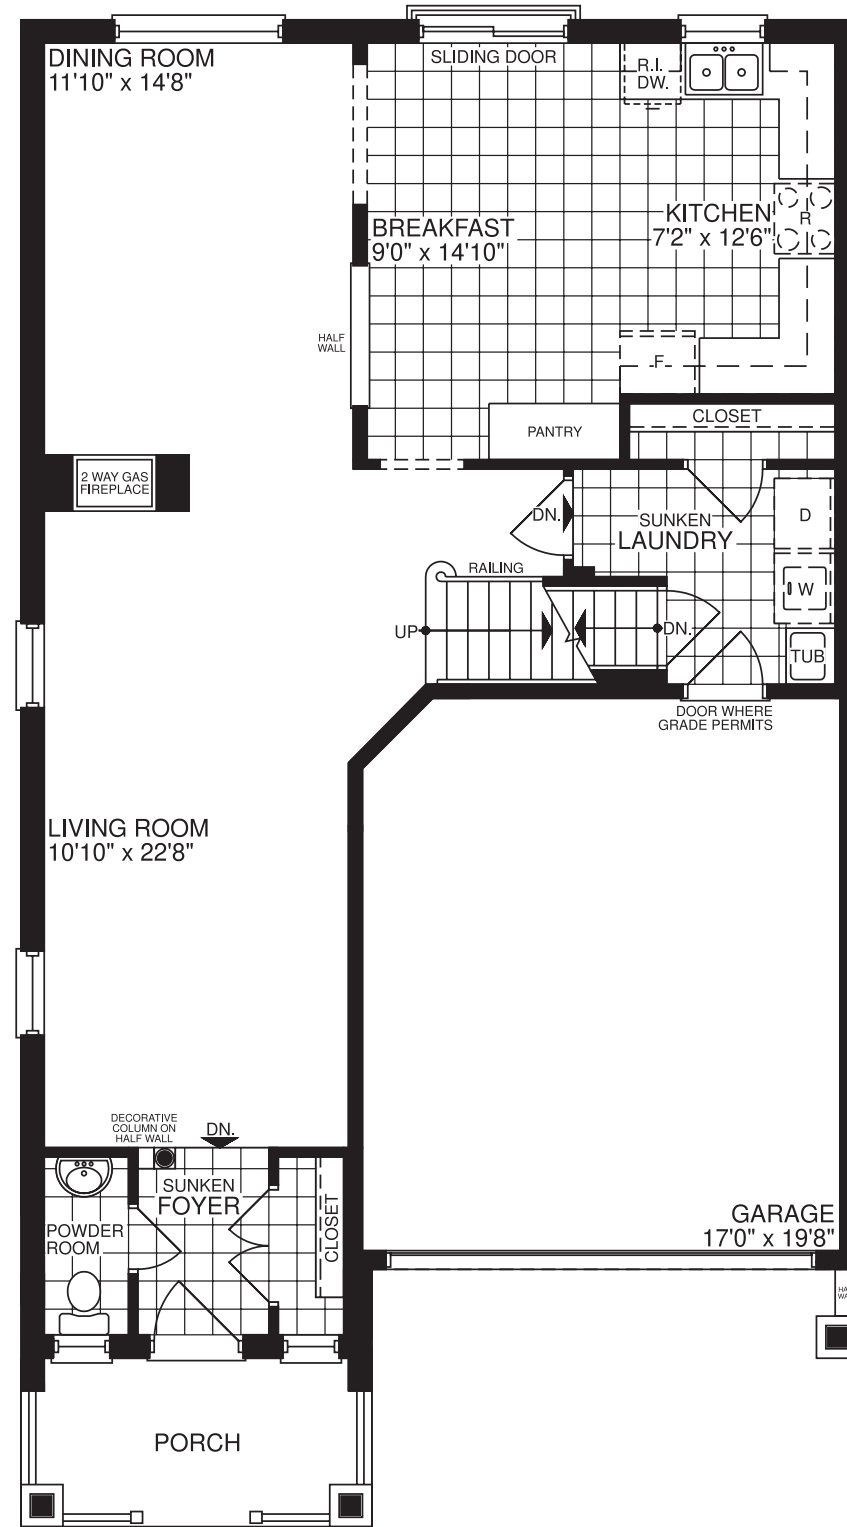 DINING ROOM
11'10" x 14'8"
SLIDING DOOR
R.I.
DW.
BREAKFAST
9'0" x 14'10"
KITCHEN
7'2" x 12'6"
R
HALF
WALL
F
PANTRY
CLOSET
2 WAY GAS
FIREPLACE
DN.
SUNKEN
LAUNDRY
D
RAILING
W
UP
DN.
TUB
DOOR WHERE
GRADE PERMITS
LIVING ROOM
10'10" x 22'8"
DECORATIVE
COLUMN ON
HALF WALL
DN.
SUNKEN
FOYER
POWDER
ROOM
CLOSET
GARAGE
17'0" x 19'8"
PORCH